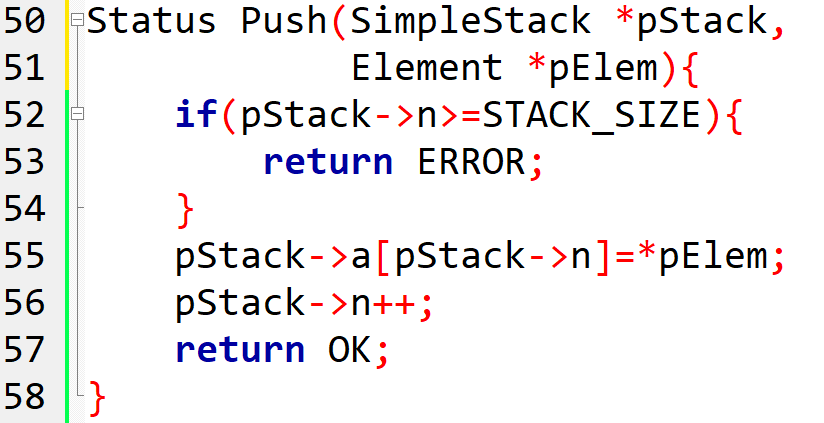 50 Status Push(SimpleStack *pStack,
51             Element *pElem){
52     if(pStack->n>=STACK_SIZE){
53         return ERROR;
54     }
55     pStack->a[pStack->n]=*pElem;
56     pStack->n++;
57     return OK;
58 }